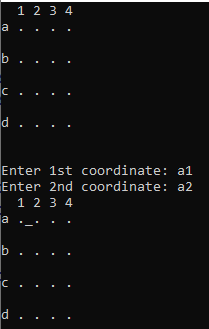 1 2 3 4
a . . . .
b . . . .
c . . . .
d . . . .
Enter 1st coordinate: a1
Enter 2nd coordinate: a2
  1 2 3 4
a ._. . .
b . . . .
c . . . .
d . . . .